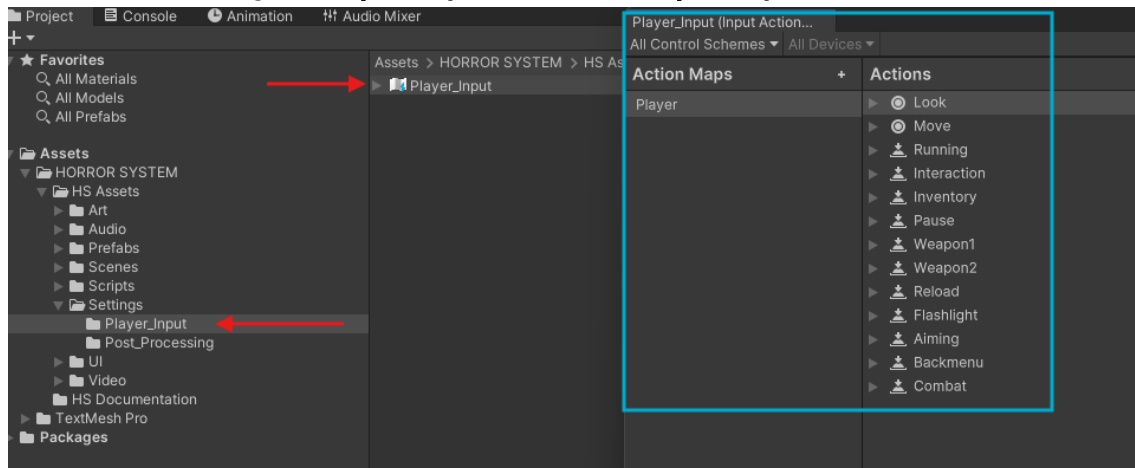 Project Console Animation Audio Mixer
+
Favorites
All Materials
All Models
All Prefabs
Assets
HORROR SYSTEM
HS Assets
Art
Audio
Prefabs
Scenes
Scripts
Settings
Player_Input
Post_Processing
UI
Video
HS Documentation
TextMesh Pro
Packages
Assets > HORROR SYSTEM > HS As
Player_Input
Player_Input (Input Action...
All Control Schemes All Devices
Action Maps +
Player
Actions
Look
Move
Running
Interaction
Inventory
Pause
Weapon1
Weapon2
Reload
Flashlight
Aiming
Backmenu
Combat